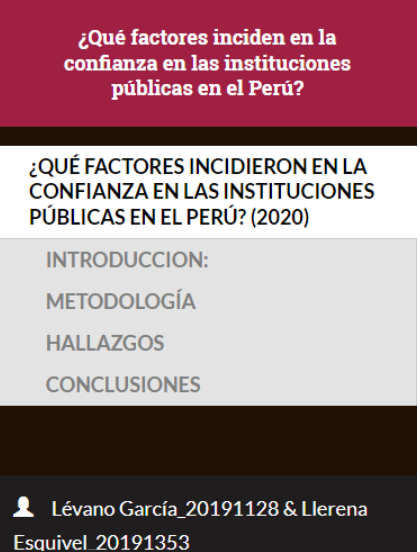 ¿Qué factores inciden en la
confianza en las instituciones
públicas en el Perú?
¿QUÉ FACTORES INCIDIERON EN LA
CONFIANZA EN LAS INSTITUCIONES
PÚBLICAS EN EL PERÚ? (2020)
INTRODUCCION:
METODOLOGÍA
HALLAZGOS
CONCLUSIONES
Lévano García_20191128 & Llerena
Esquivel_20191353